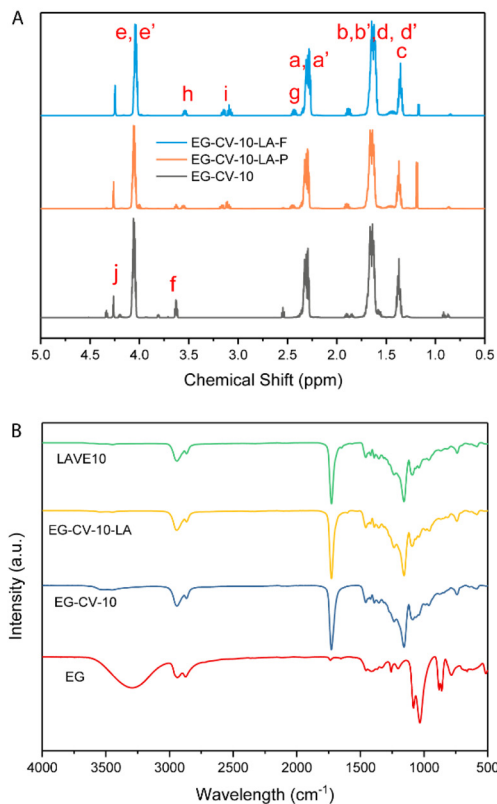 A
e, e'
b,b',d, d'
a, a'
c
h
i
g
EG-CV-10-LA-F
EG-CV-10-LA-P
EG-CV-10
j
f
5.0 4.5 4.0 3.5 3.0 2.5 2.0 1.5 1.0 0.5
Chemical Shift (ppm)
B
LAVE10
EG-CV-10-LA
EG-CV-10
EG
Intensity (a.u.)
4000 3500 3000 2500 2000 1500 1000 500
Wavelength (cm⁻¹)